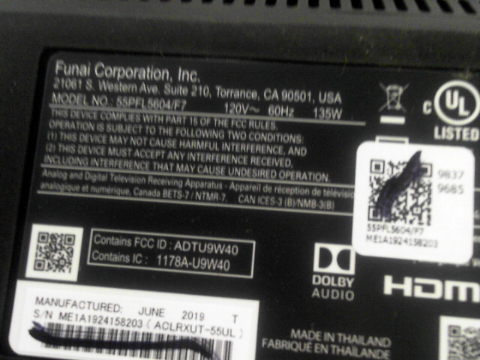 Funai Corporation, Inc.
21061 S. Western Ave. Suite 210, Torrance, CA 90501, USA
MODEL NO.: 55PFL5604/F7 120V~ 60Hz 135W
THIS DEVICE COMPLIES WITH PART 15 OF THE FCC RULES.
OPERATION IS SUBJECT TO THE FOLLOWING TWO CONDITIONS:
(1) THIS DEVICE MAY NOT CAUSE HARMFUL INTERFERENCE, AND
(2) THIS DEVICE MUST ACCEPT ANY INTERFERENCE RECEIVED,
INCLUDING INTERFERENCE THAT MAY CAUSE UNDESIRED OPERATION.
Analog and Digital Television Receiving Apparatus - Appareil de réception de télévision
analogique et numérique, Canada BETS-7 / NTMR-7. CAN ICES-3 (B)/NMB-3(B)
C UL
LISTED
9837
9685
55PFL5604/F7
ME1A1924158203
Contains FCC ID: ADTU9W40
Contains IC: 1178A-U9W40
DOLBY
AUDIO
HDMI
MANUFACTURED: JUNE 2019 T
S/N ME1A1924158203 (ACLRXUT-55UL)
MADE IN THAILAND
FABRIQUÉ EN THAÏLANDE